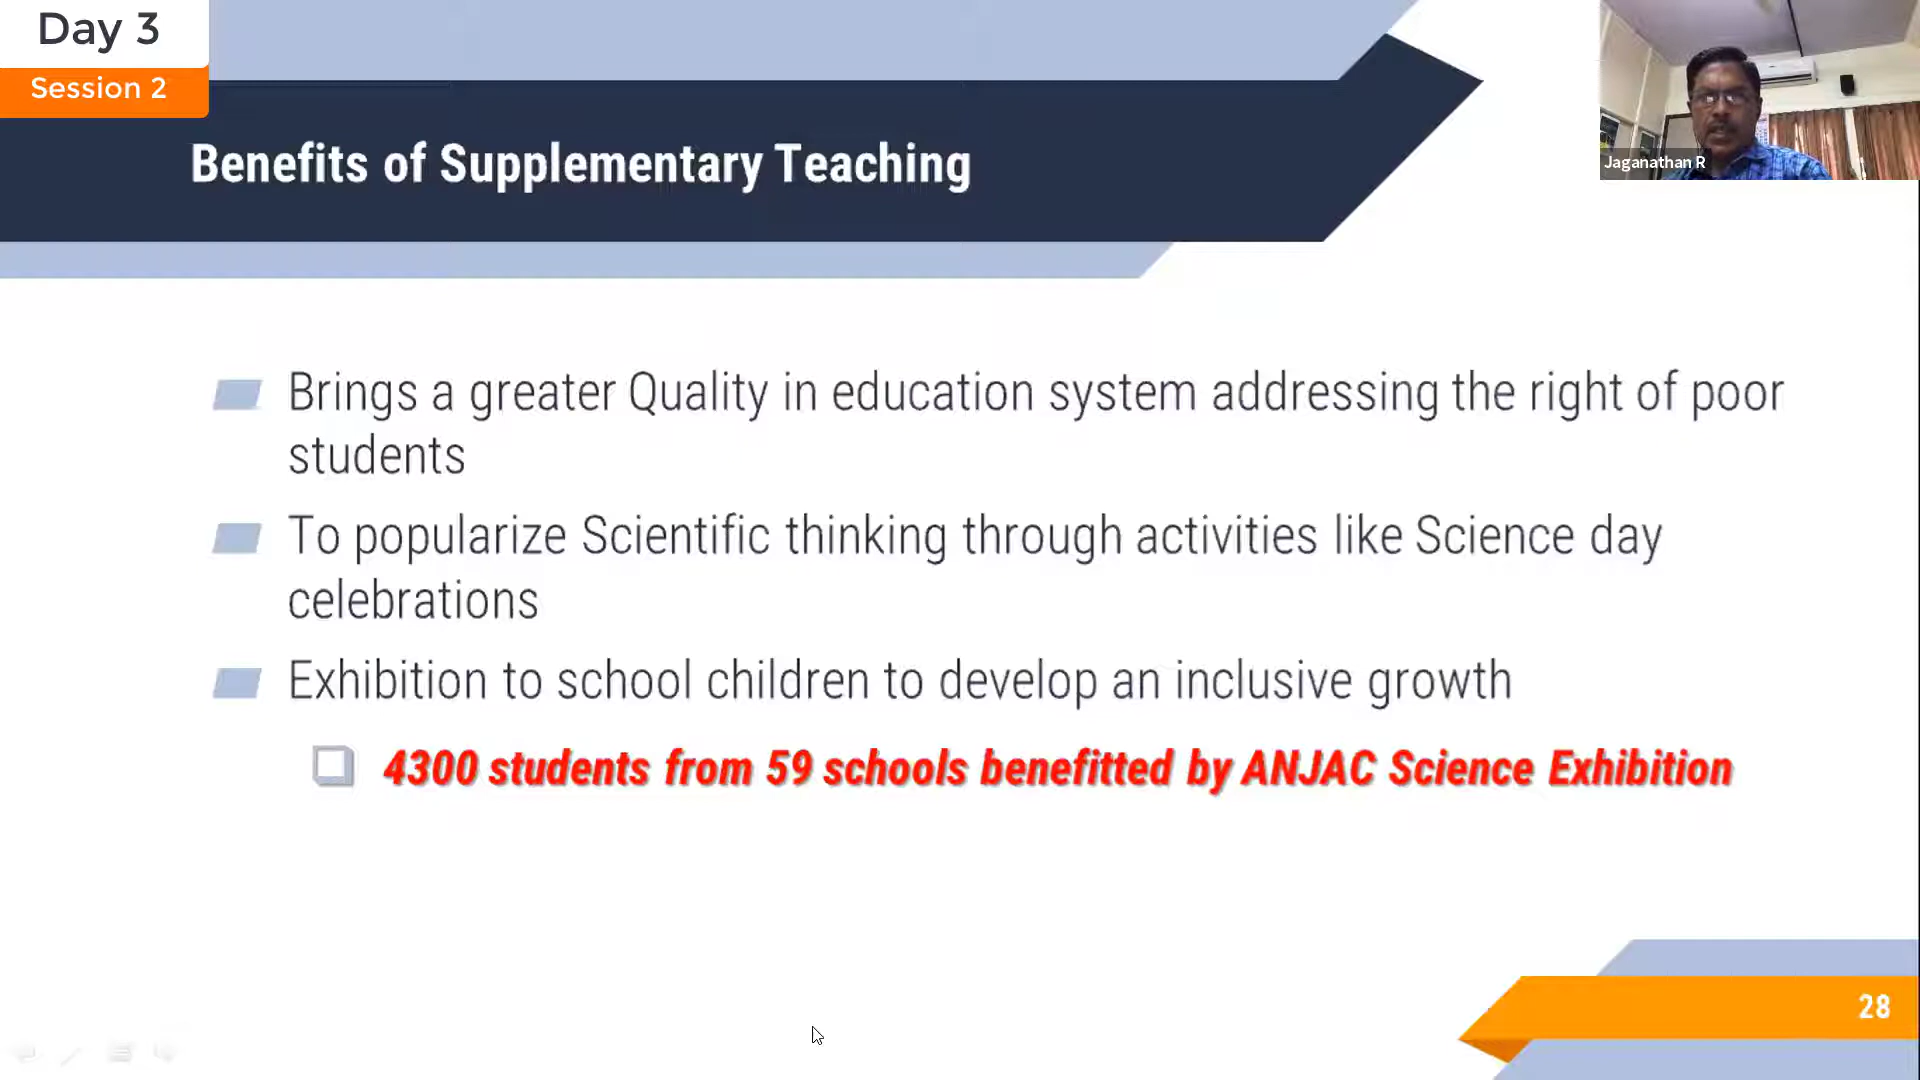 Day 3
Session 2
Jaganathan R
Benefits of Supplementary Teaching
Brings a greater Quality in education system addressing the right of poor
students
To popularize Scientific thinking through activities like Science day
celebrations
Exhibition to school children to develop an inclusive growth
4300 students from 59 schools benefitted by ANJAC Science Exhibition
28